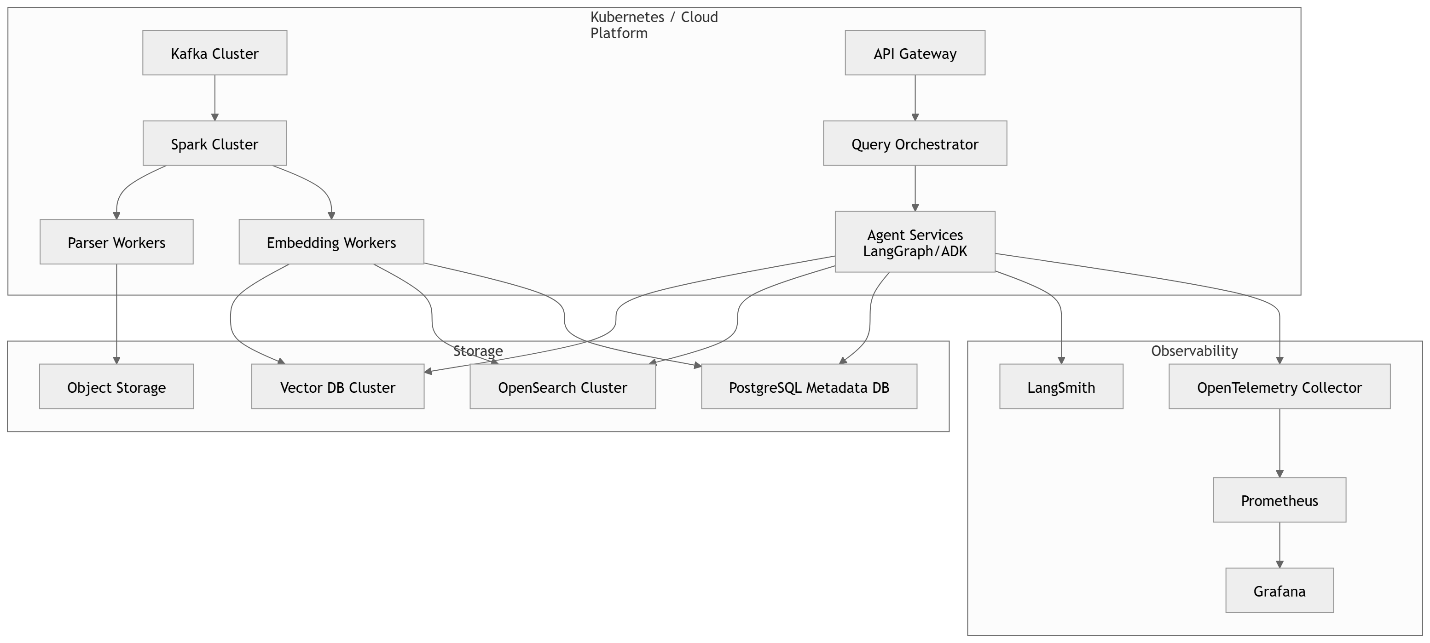 Kubernetes / Cloud
Platform
Kafka Cluster
API Gateway
Spark Cluster
Query Orchestrator
Parser Workers
Embedding Workers
Agent Services
LangGraph/ADK
Storage
Observability
Object Storage
Vector DB Cluster
OpenSearch Cluster
PostgreSQL Metadata DB
LangSmith
OpenTelemetry Collector
Prometheus
Grafana